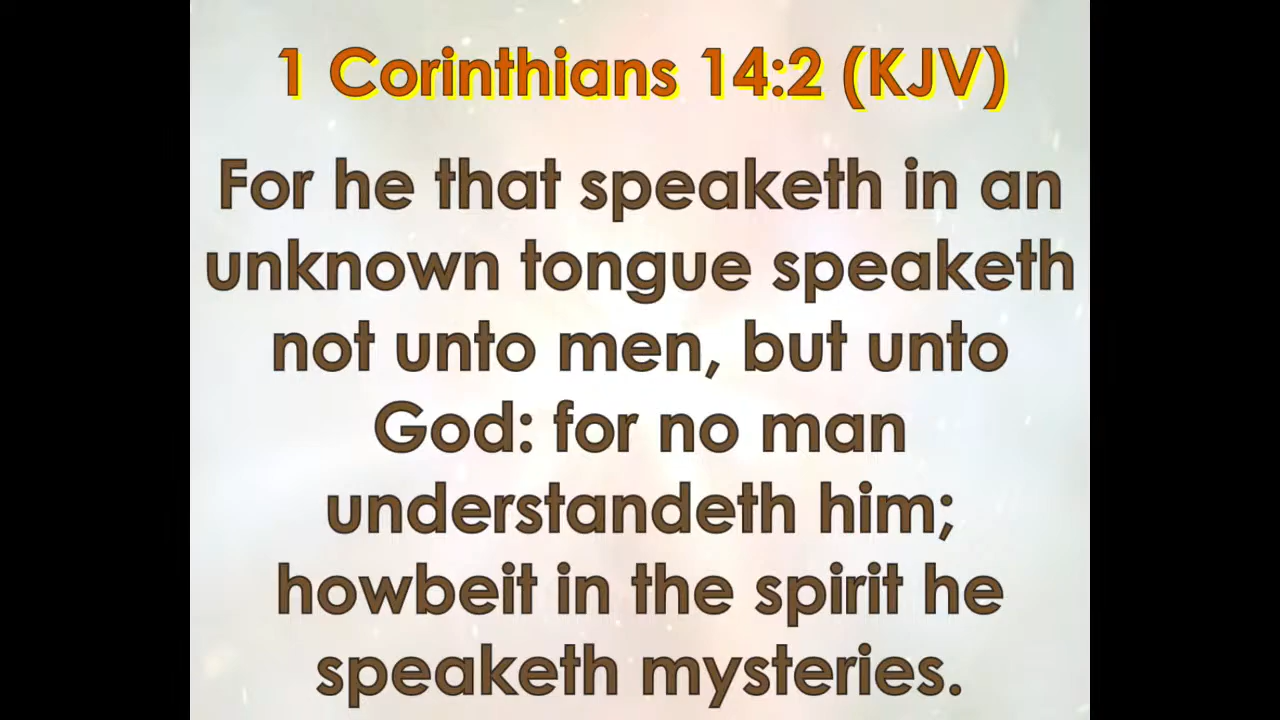 1 Corinthians 14:2 (KJV)
For he that speaketh in an
unknown tongue speaketh
not unto men, but unto
God: for no man
understandeth him;
howbeit in the spirit he
speaketh mysteries.